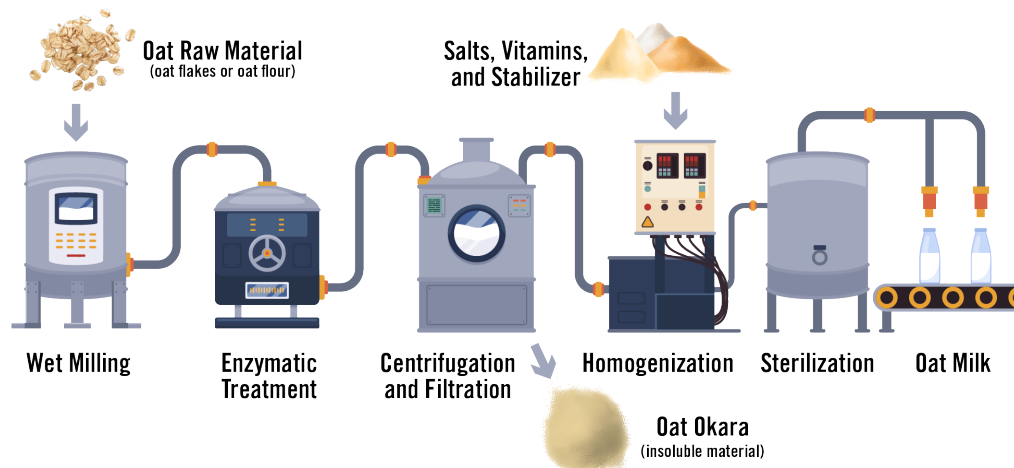 Oat Raw Material
(oat flakes or oat flour)
Salts, Vitamins,
and Stabilizer
Wet Milling
Enzymatic
Treatment
Centrifugation
and Filtration
Homogenization
Sterilization
Oat Milk
Oat Okara
(insoluble material)